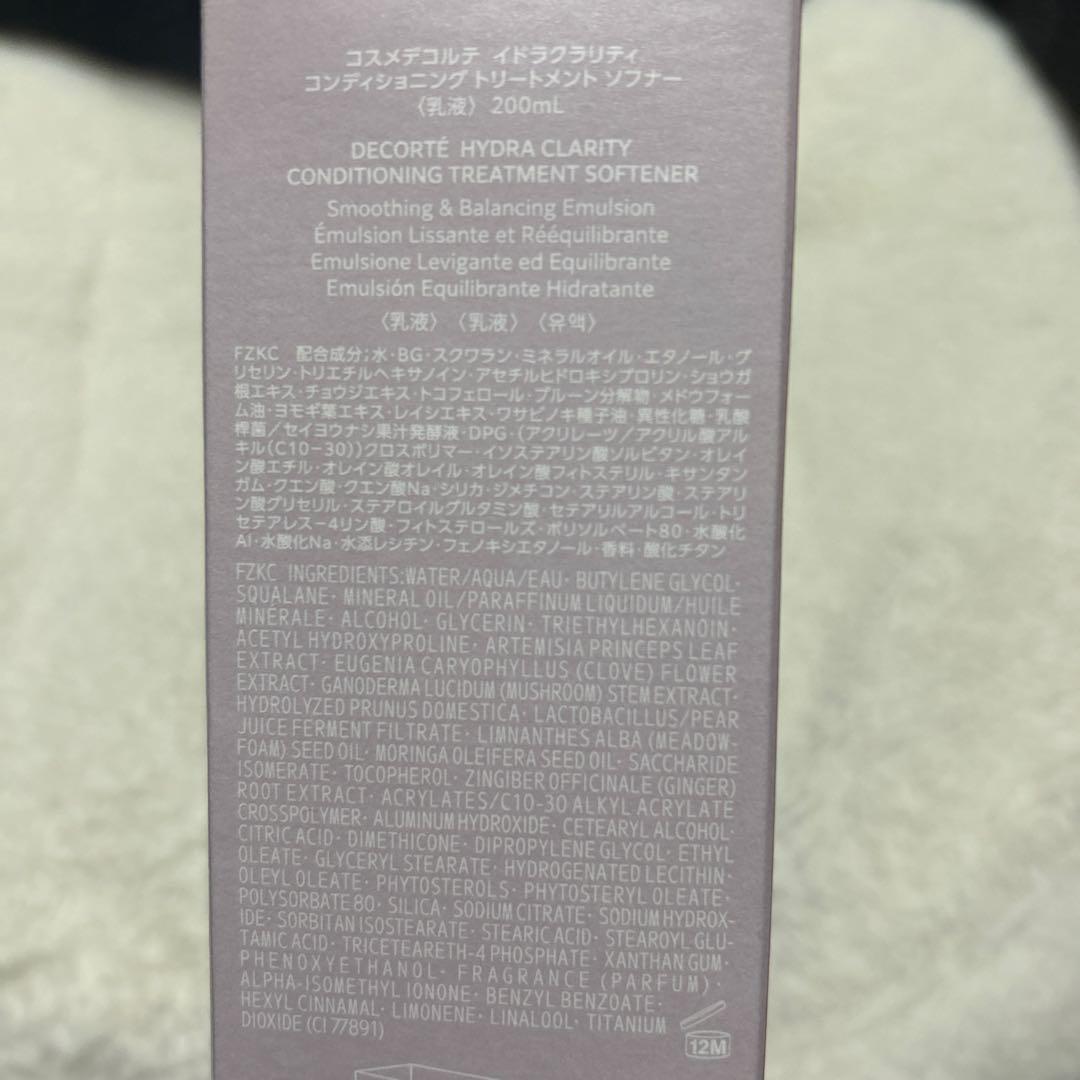 コスメデコルテ イドラクラリティ
コンディショニング トリートメント ソフナー
〈乳液〉 200mL
DECORTÉ HYDRA CLARITY
CONDITIONING TREATMENT SOFTENER
Smoothing & Balancing Emulsion
Émulsion Lissante et Rééquilibrante
Emulsione Levigante ed Equilibrante
Emulsión Equilibrante Hidratante
〈乳液〉〈乳液〉〈유액〉
FZKC 配合成分;水・BG・スクワラン・ミネラルオイル・エタノール・グ
リセリン・トリエチルヘキサノイン・アセチルヒドロキシプロリン・ショウガ
根エキス・チョウジエキス・トコフェロール・プルーン分解物・メドウフォー
ム油・ヨモギ葉エキス・レイシエキス・ワサビノキ種子油・異性化糖・乳酸
桿菌/セイヨウナシ果汁発酵液・DPG・(アクリレーツ/アクリル酸アル
キル(C10-30))クロスポリマー・イソステアリン酸ソルビタン・オレイ
ン酸エチル・オレイン酸オレイル・オレイン酸フィトステリル・キサンタン
ガム・クエン酸・クエン酸Na・シリカ・ジメチコン・ステアリン酸・ステアリ
ン酸グリセリル・ステアロイルグルタミン酸・セテアリルアルコール・トリ
セテアレス-4リン酸・フィトステロールズ・ポリソルベート80・水酸化
Al・水酸化Na・水添レシチン・フェノキシエタノール・香料・酸化チタン
FZKC INGREDIENTS:WATER/AQUA/EAU・BUTYLENE GLYCOL・
SQUALANE・MINERAL OIL/PARAFFINUM LIQUIDUM/HUILE
MINÉRALE・ALCOHOL・GLYCERIN・TRIETHYLHEXANOIN・
ACETYL HYDROXYPROLINE・ARTEMISIA PRINCEPS LEAF
EXTRACT・EUGENIA CARYOPHYLLUS (CLOVE) FLOWER
EXTRACT・GANODERMA LUCIDUM (MUSHROOM) STEM EXTRACT・
HYDROLYZED PRUNUS DOMESTICA・LACTOBACILLUS/PEAR
JUICE FERMENT FILTRATE・LIMNANTHES ALBA (MEADOW-
FOAM) SEED OIL・MORINGA OLEIFERA SEED OIL・SACCHARIDE
ISOMERATE・TOCOPHEROL・ZINGIBER OFFICINALE (GINGER)
ROOT EXTRACT・ACRYLATES/C10-30 ALKYL ACRYLATE
CROSSPOLYMER・ALUMINUM HYDROXIDE・CETEARYL ALCOHOL・
CITRIC ACID・DIMETHICONE・DIPROPYLENE GLYCOL・ETHYL
OLEATE・GLYCERYL STEARATE・HYDROGENATED LECITHIN・
OLEYL OLEATE・PHYTOSTEROLS・PHYTOSTERYL OLEATE・
POLYSORBATE 80・SILICA・SODIUM CITRATE・SODIUM HYDROX-
IDE・SORBITAN ISOSTEARATE・STEARIC ACID・STEAROYL GLU-
TAMIC ACID・TRICETEARETH-4 PHOSPHATE・XANTHAN GUM・
PHENOXYETHANOL・FRAGRANCE (PARFUM)・
ALPHA-ISOMETHYL IONONE・BENZYL BENZOATE・
HEXYL CINNAMAL・LIMONENE・LINALOOL・TITANIUM
DIOXIDE (CI 77891)
12M